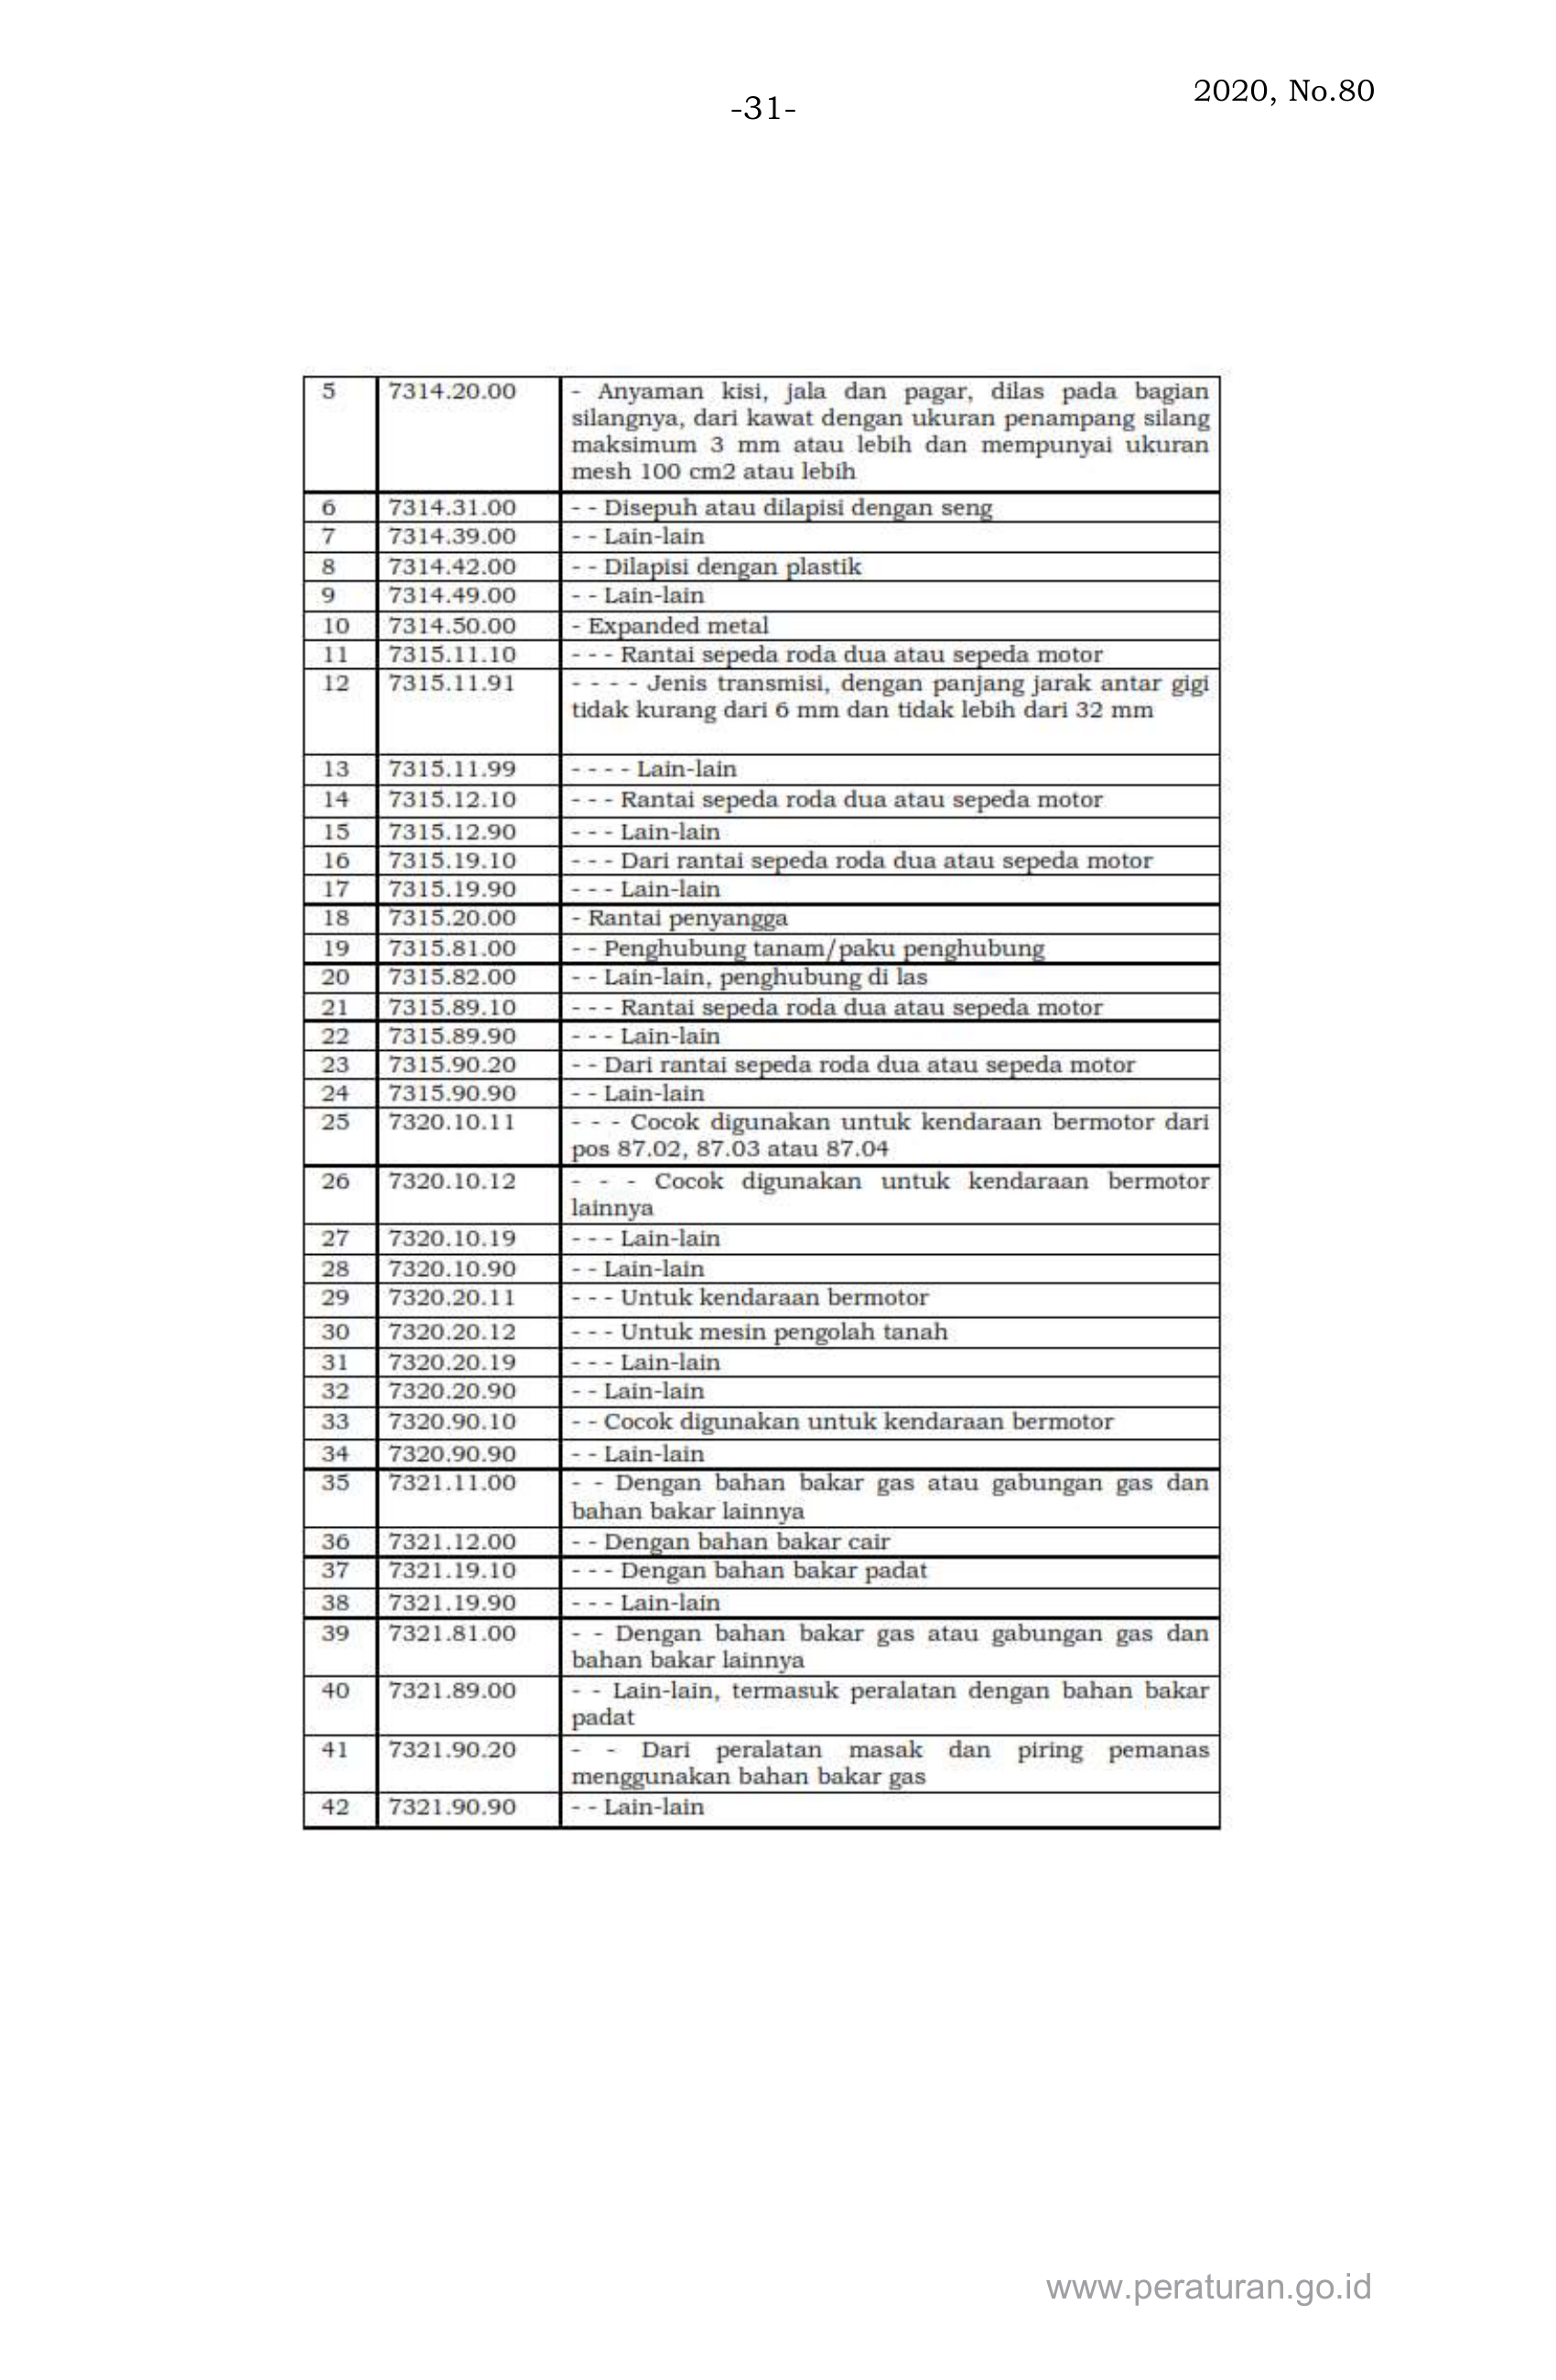 2020, No.80
-31-
5 7314.20.00 - Anyaman kisi, jala dan pagar, dilas pada bagian
silangnya, dari kawat dengan ukuran penampang silang
maksimum 3 mm atau lebih dan mempunyai ukuran
mesh 100 cm2 atau lebih
6 7314.31.00 - - Disepuh atau dilapisi dengan seng
7 7314.39.00 - - Lain-lain
8 7314.42.00 - - Dilapisi dengan plastik
9 7314.49.00 - - Lain-lain
10 7314.50.00 - Expanded metal
11 7315.11.10 - - - Rantai sepeda roda dua atau sepeda motor
12 7315.11.91 - - - - Jenis transmisi, dengan panjang jarak antar gigi
tidak kurang dari 6 mm dan tidak lebih dari 32 mm
13 7315.11.99 - - - - Lain-lain
14 7315.12.10 - - - Rantai sepeda roda dua atau sepeda motor
15 7315.12.90 - - - Lain-lain
16 7315.19.10 - - - Dari rantai sepeda roda dua atau sepeda motor
17 7315.19.90 - - - Lain-lain
18 7315.20.00 - Rantai penyangga
19 7315.81.00 - - Penghubung tanam/paku penghubung
20 7315.82.00 - - Lain-lain, penghubung di las
21 7315.89.10 - - - Rantai sepeda roda dua atau sepeda motor
22 7315.89.90 - - - Lain-lain
23 7315.90.20 - - Dari rantai sepeda roda dua atau sepeda motor
24 7315.90.90 - - Lain-lain
25 7320.10.11 - - - Cocok digunakan untuk kendaraan bermotor dari
pos 87.02, 87.03 atau 87.04
26 7320.10.12 - - - Cocok digunakan untuk kendaraan bermotor
lainnya
27 7320.10.19 - - - Lain-lain
28 7320.10.90 - - Lain-lain
29 7320.20.11 - - - Untuk kendaraan bermotor
30 7320.20.12 - - - Untuk mesin pengolah tanah
31 7320.20.19 - - - Lain-lain
32 7320.20.90 - - Lain-lain
33 7320.90.10 - - Cocok digunakan untuk kendaraan bermotor
34 7320.90.90 - - Lain-lain
35 7321.11.00 - - Dengan bahan bakar gas atau gabungan gas dan
bahan bakar lainnya
36 7321.12.00 - - Dengan bahan bakar cair
37 7321.19.10 - - - Dengan bahan bakar padat
38 7321.19.90 - - - Lain-lain
39 7321.81.00 - - Dengan bahan bakar gas atau gabungan gas dan
bahan bakar lainnya
40 7321.89.00 - - Lain-lain, termasuk peralatan dengan bahan bakar
padat
41 7321.90.20 - - Dari peralatan masak dan piring pemanas
menggunakan bahan bakar gas
42 7321.90.90 - - Lain-lain
www.peraturan.go.id